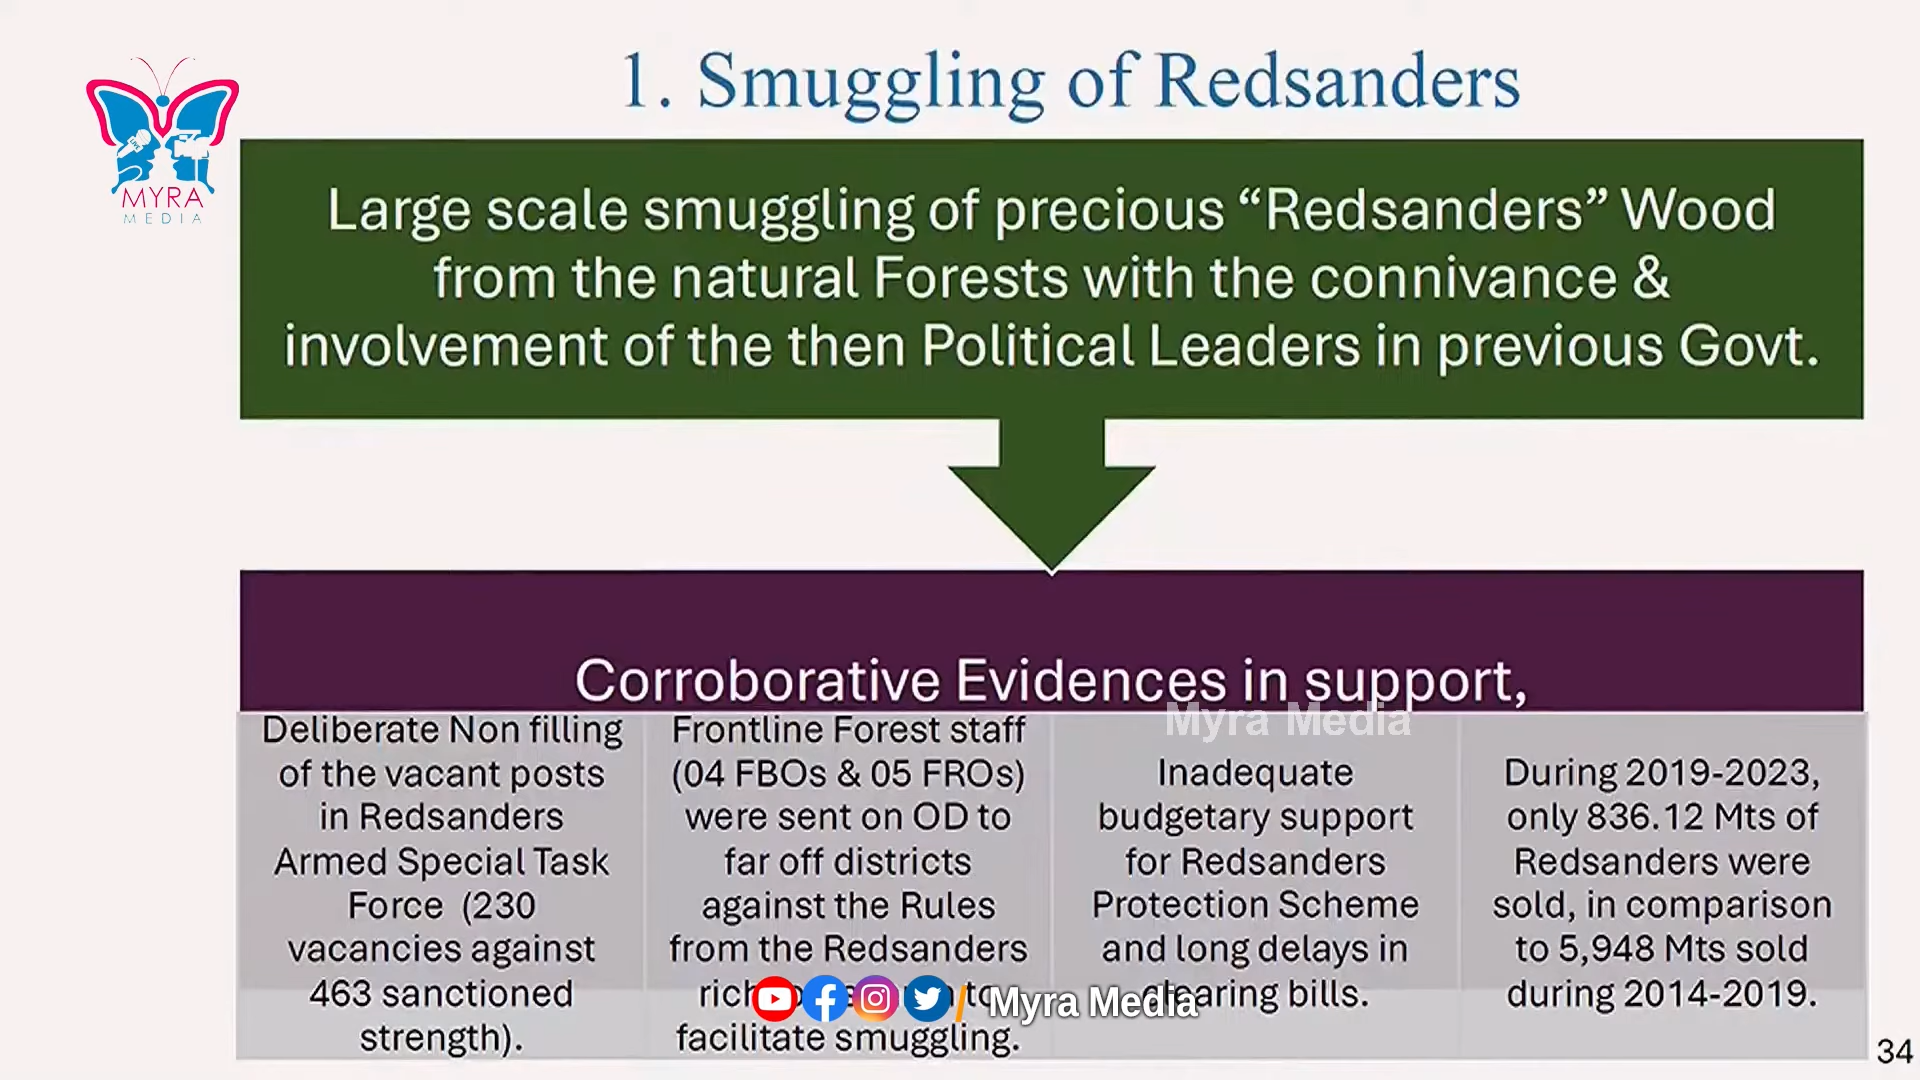 1. Smuggling of Redsanders
MYRA
MEDIA
Large scale smuggling of precious “Redsanders” Wood
from the natural Forests with the connivance &
involvement of the then Political Leaders in previous Govt.
Corroborative Evidences in support,
Deliberate Non filling
of the vacant posts
in Redsanders
Armed Special Task
Force (230
vacancies against
463 sanctioned
strength).
Frontline Forest staff
(04 FBOs & 05 FROs)
were sent on OD to
far off districts
against the Rules
from the Redsanders
rich to
facilitate smuggling.
Myra Media
Inadequate
budgetary support
for Redsanders
Protection Scheme
and long delays in
bills.
During 2019-2023,
only 836.12 Mts of
Redsanders were
sold, in comparison
to 5,948 Mts sold
during 2014-2019.
/ Myra Media
34